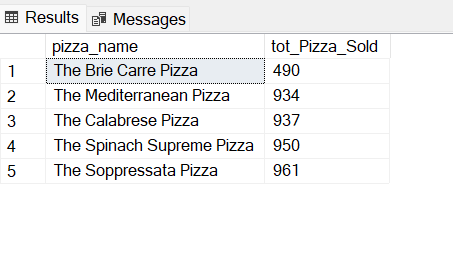 Results Messages
pizza_name tot_Pizza_Sold
1 The Brie Carre Pizza 490
2 The Mediterranean Pizza 934
3 The Calabrese Pizza 937
4 The Spinach Supreme Pizza 950
5 The Soppressata Pizza 961